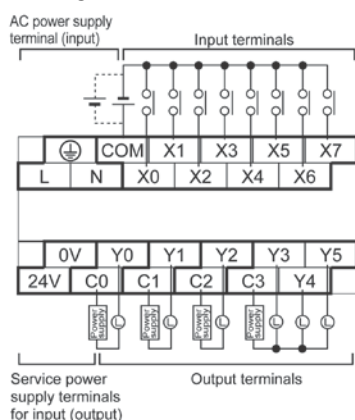 AC power supply
terminal (input)
Input terminals
COM X1 X3 X5 X7
L N X0 X2 X4 X6
0V Y0 Y1 Y2 Y3 Y5
24V C0 C1 C2 C3 Y4
Power supply L Power supply L Power supply L Power supply L L L
Service power
supply terminals
for input (output)
Output terminals